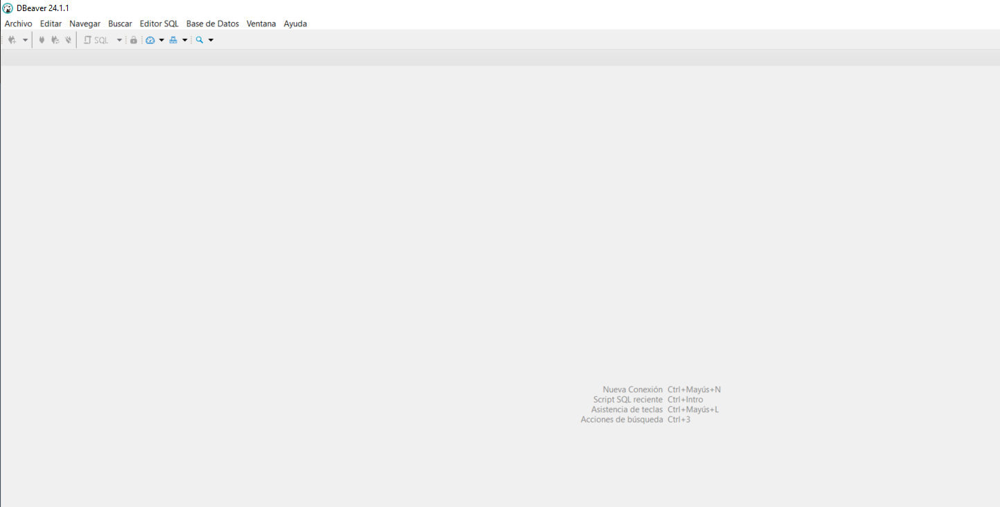 DBeaver 24.1.1
Archivo Editar Navegar Buscar Editor SQL Base de Datos Ventana Ayuda
SQL
Nueva Conexión Ctrl+Mayús+N
Script SQL reciente Ctrl+Intro
Asistencia de teclas Ctrl+Mayús+L
Acciones de búsqueda Ctrl+3